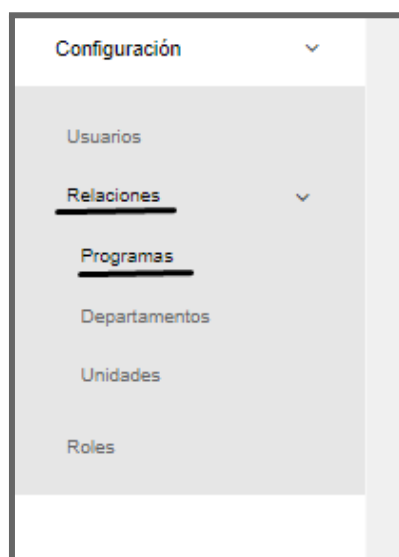 Configuración
Usuarios
Relaciones
Programas
Departamentos
Unidades
Roles